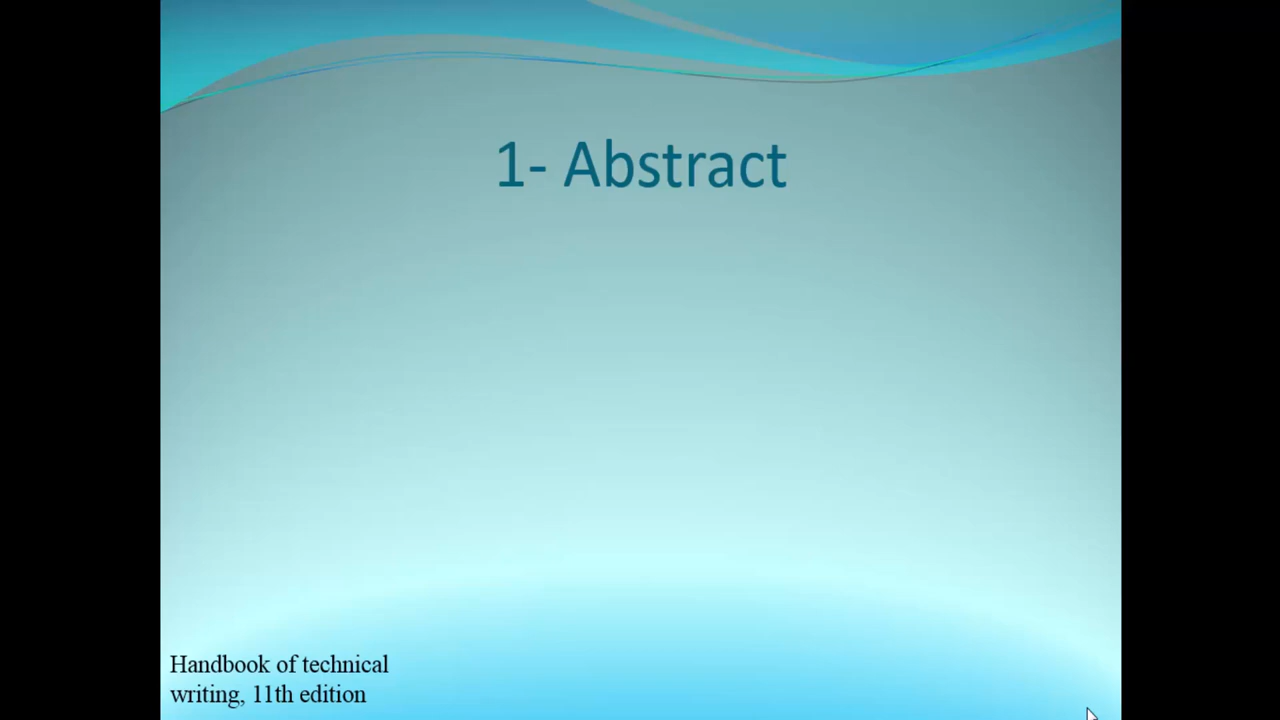 1- Abstract
Handbook of technical
writing, 11th edition